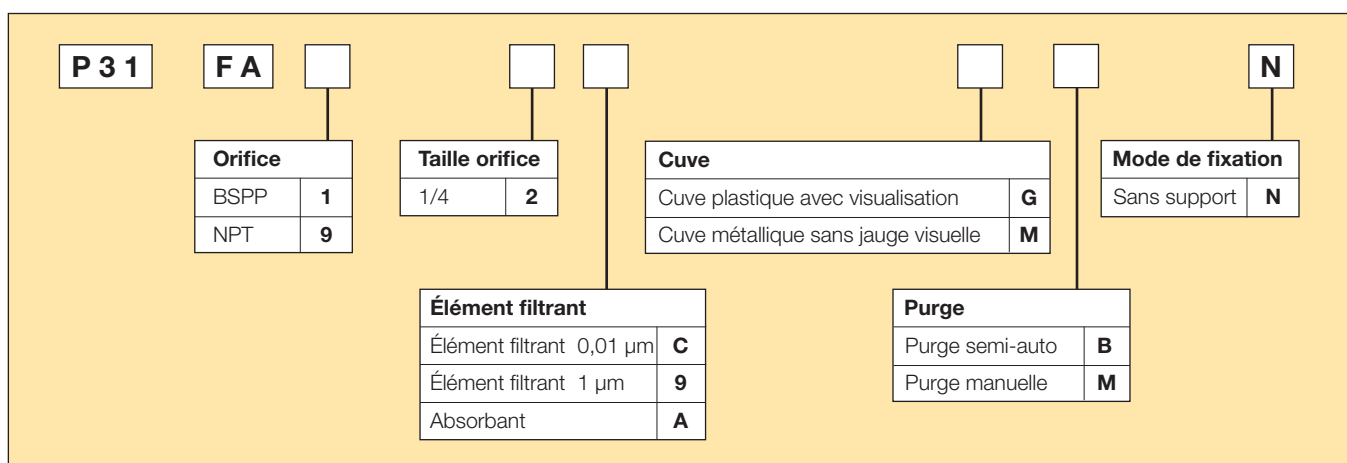 P 3 1 F A N
Orifice
BSPP 1
NPT 9
Taille orifice
1/4 2
Cuve
Cuve plastique avec visualisation G
Cuve métallique sans jauge visuelle M
Mode de fixation
Sans support N
Élément filtrant
Élément filtrant 0,01 µm C
Élément filtrant 1 µm 9
Absorbant A
Purge
Purge semi-auto B
Purge manuelle M